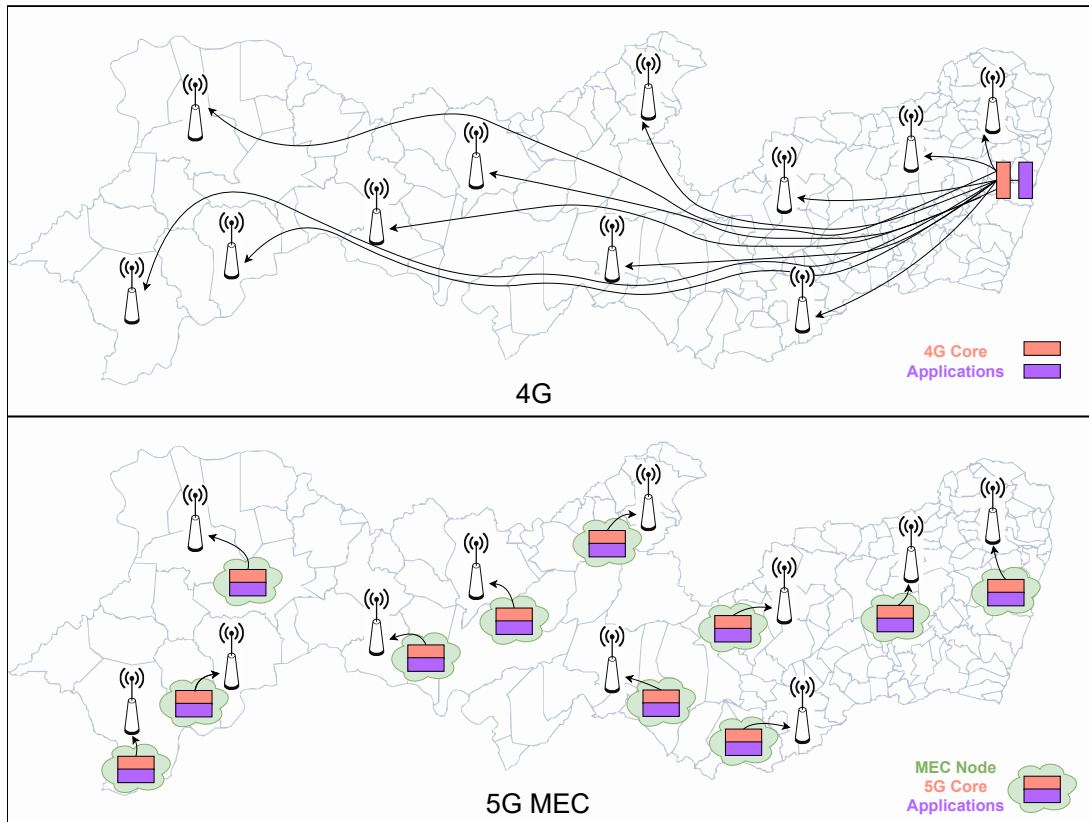 4G Core
Applications
4G
MEC Node
5G Core
Applications
5G MEC